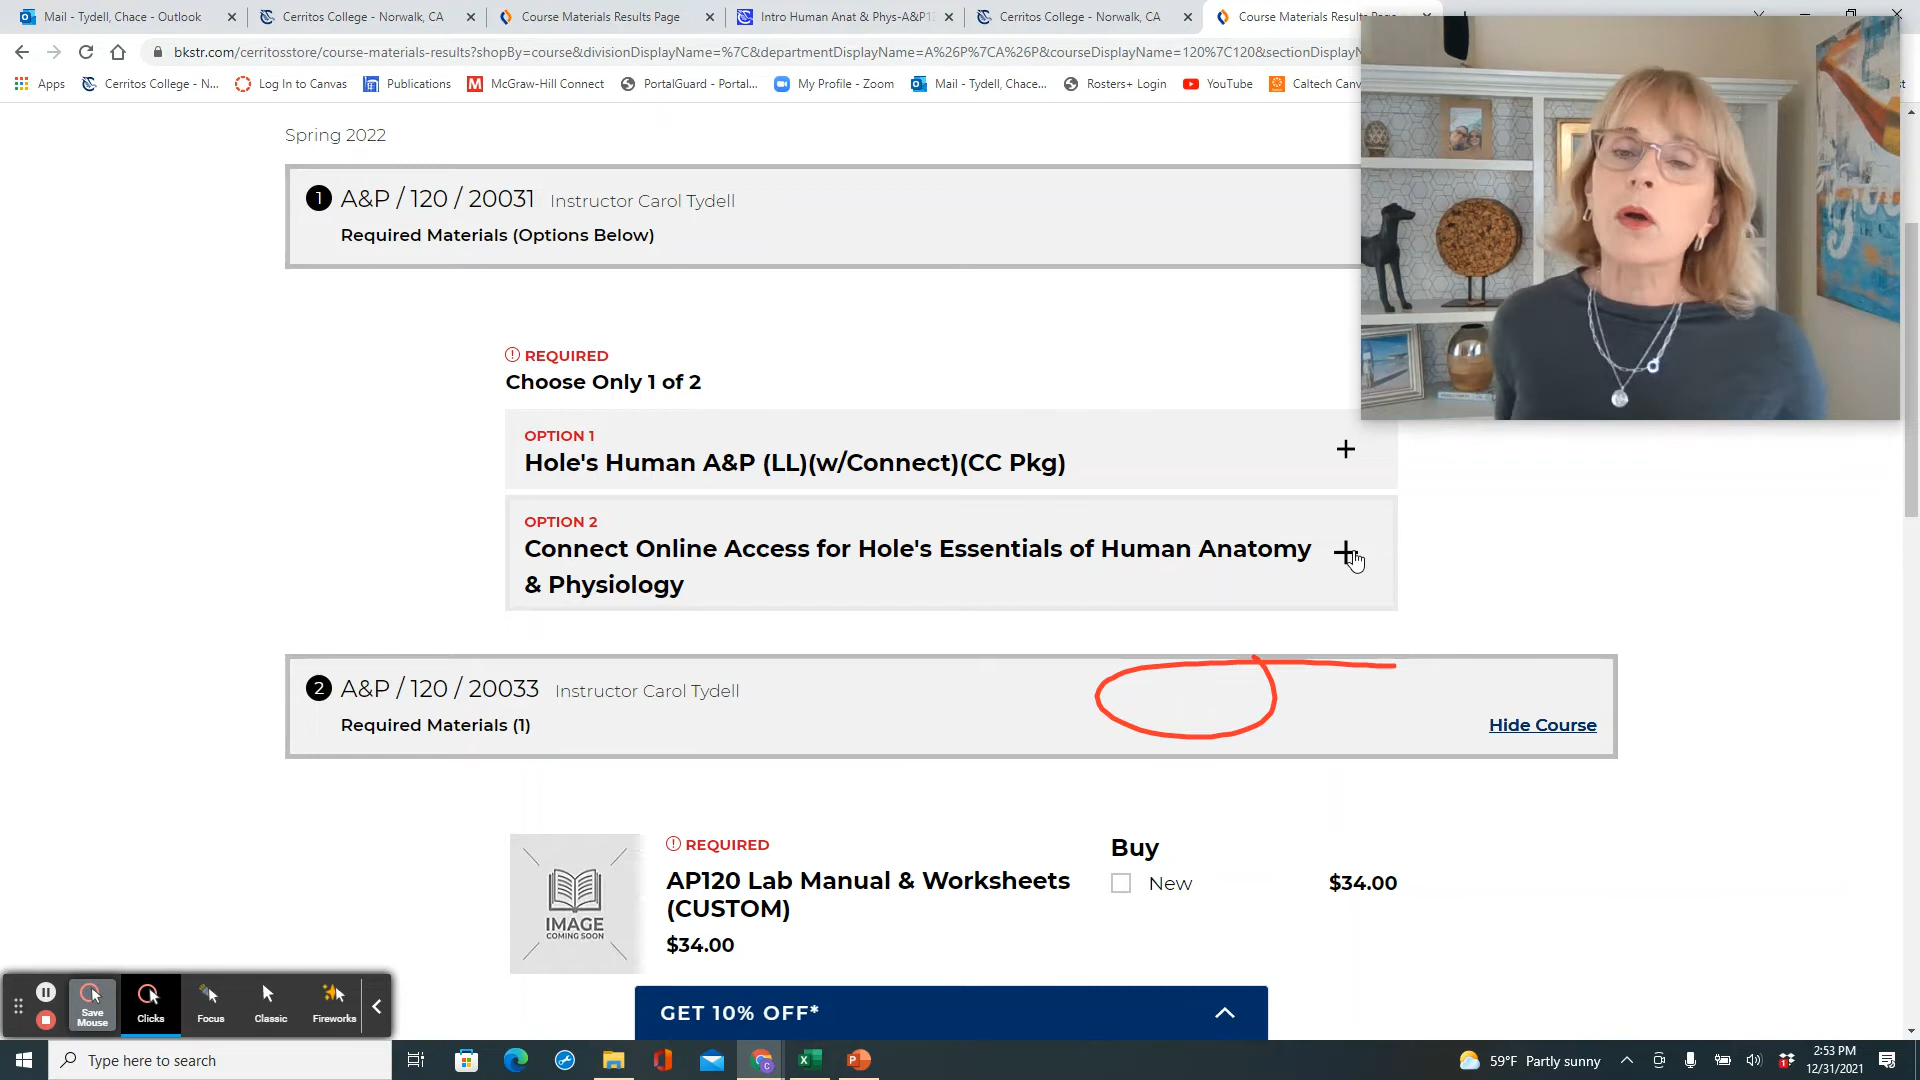 Mail - Tydell, Chace - Outlook
Cerritos College - Norwalk, CA
Course Materials Results Page
Intro Human Anat & Phys-A&P1
Cerritos College - Norwalk, CA
Course Materials Results Page
bkstr.com/cerritosstore/course-materials-results?shopBy=course&divisionDisplayName=%7C&departmentDisplayName=A%26P%7CA%26P&courseDisplayName=120%7C120&sectionDisplayN
Apps
Cerritos College - N...
Log In to Canvas
Publications
McGraw-Hill Connect
PortalGuard - Portal...
My Profile - Zoom
Mail - Tydell, Chace...
Rosters+ Login
YouTube
Caltech Canv
Spring 2022
1 A&P / 120 / 20031 Instructor Carol Tydell
Required Materials (Options Below)
REQUIRED
Choose Only 1 of 2
OPTION 1
Hole's Human A&P (LL)(w/Connect)(CC Pkg)
OPTION 2
Connect Online Access for Hole's Essentials of Human Anatomy
& Physiology
2 A&P / 120 / 20033 Instructor Carol Tydell
Required Materials (1)
Hide Course
IMAGE
COMING SOON
REQUIRED
AP120 Lab Manual & Worksheets
(CUSTOM)
$34.00
Buy
New $34.00
GET 10% OFF*
Save
Mouse
Clicks
Focus
Classic
Fireworks
Type here to search
59°F Partly sunny
2:53 PM
12/31/2021